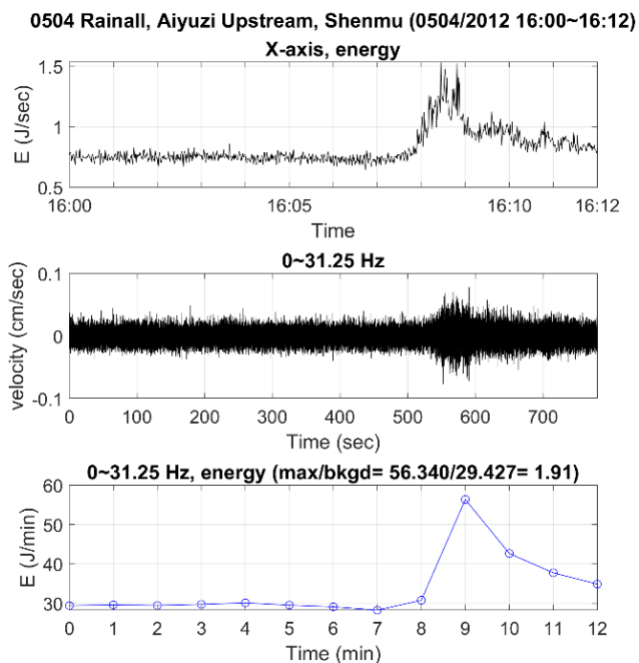 0504 Rainall, Aiyuzi Upstream, Shenmu (0504/2012 16:00~16:12)
X-axis, energy
E (J/sec)
1.5
1
0.5
16:00 16:05 16:10 16:12
Time
0~31.25 Hz
velocity (cm/sec)
0.1
0
-0.1
0 100 200 300 400 500 600 700
Time (sec)
0~31.25 Hz, energy (max/bkgd= 56.340/29.427= 1.91)
E (J/min)
60
50
40
30
0 1 2 3 4 5 6 7 8 9 10 11 12
Time (min)